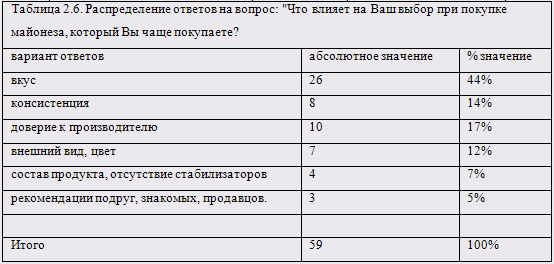 Таблица 2.6. Распределение ответов на вопрос: "Что влияет на Ваш выбор при покупке
майонеза, который Вы чаще покупаете?
вариант ответов абсолютное значение % значение
вкус 26 44%
консистенция 8 14%
доверие к производителю 10 17%
внешний вид, цвет 7 12%
состав продукта, отсутствие стабилизаторов 4 7%
рекомендации подруг, знакомых, продавцов. 3 5%
Итого 59 100%